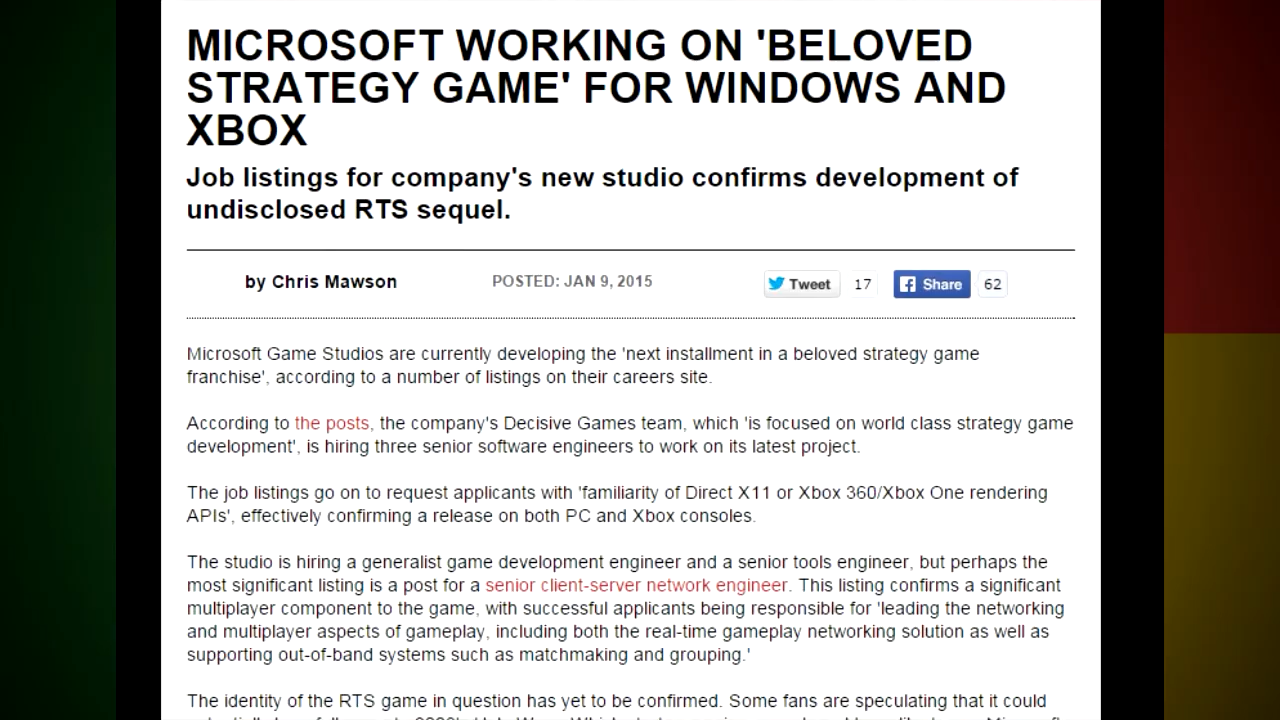 MICROSOFT WORKING ON 'BELOVED
STRATEGY GAME' FOR WINDOWS AND
XBOX
Job listings for company's new studio confirms development of
undisclosed RTS sequel.
by Chris Mawson POSTED: JAN 9, 2015 Tweet 17 Share 62
Microsoft Game Studios are currently developing the 'next installment in a beloved strategy game
franchise', according to a number of listings on their careers site.
According to the posts, the company's Decisive Games team, which 'is focused on world class strategy game
development', is hiring three senior software engineers to work on its latest project.
The job listings go on to request applicants with 'familiarity of Direct X11 or Xbox 360/Xbox One rendering
APIs', effectively confirming a release on both PC and Xbox consoles.
The studio is hiring a generalist game development engineer and a senior tools engineer, but perhaps the
most significant listing is a post for a senior client-server network engineer. This listing confirms a significant
multiplayer component to the game, with successful applicants being responsible for 'leading the networking
and multiplayer aspects of gameplay, including both the real-time gameplay networking solution as well as
supporting out-of-band systems such as matchmaking and grouping.'
The identity of the RTS game in question has yet to be confirmed. Some fans are speculating that it could